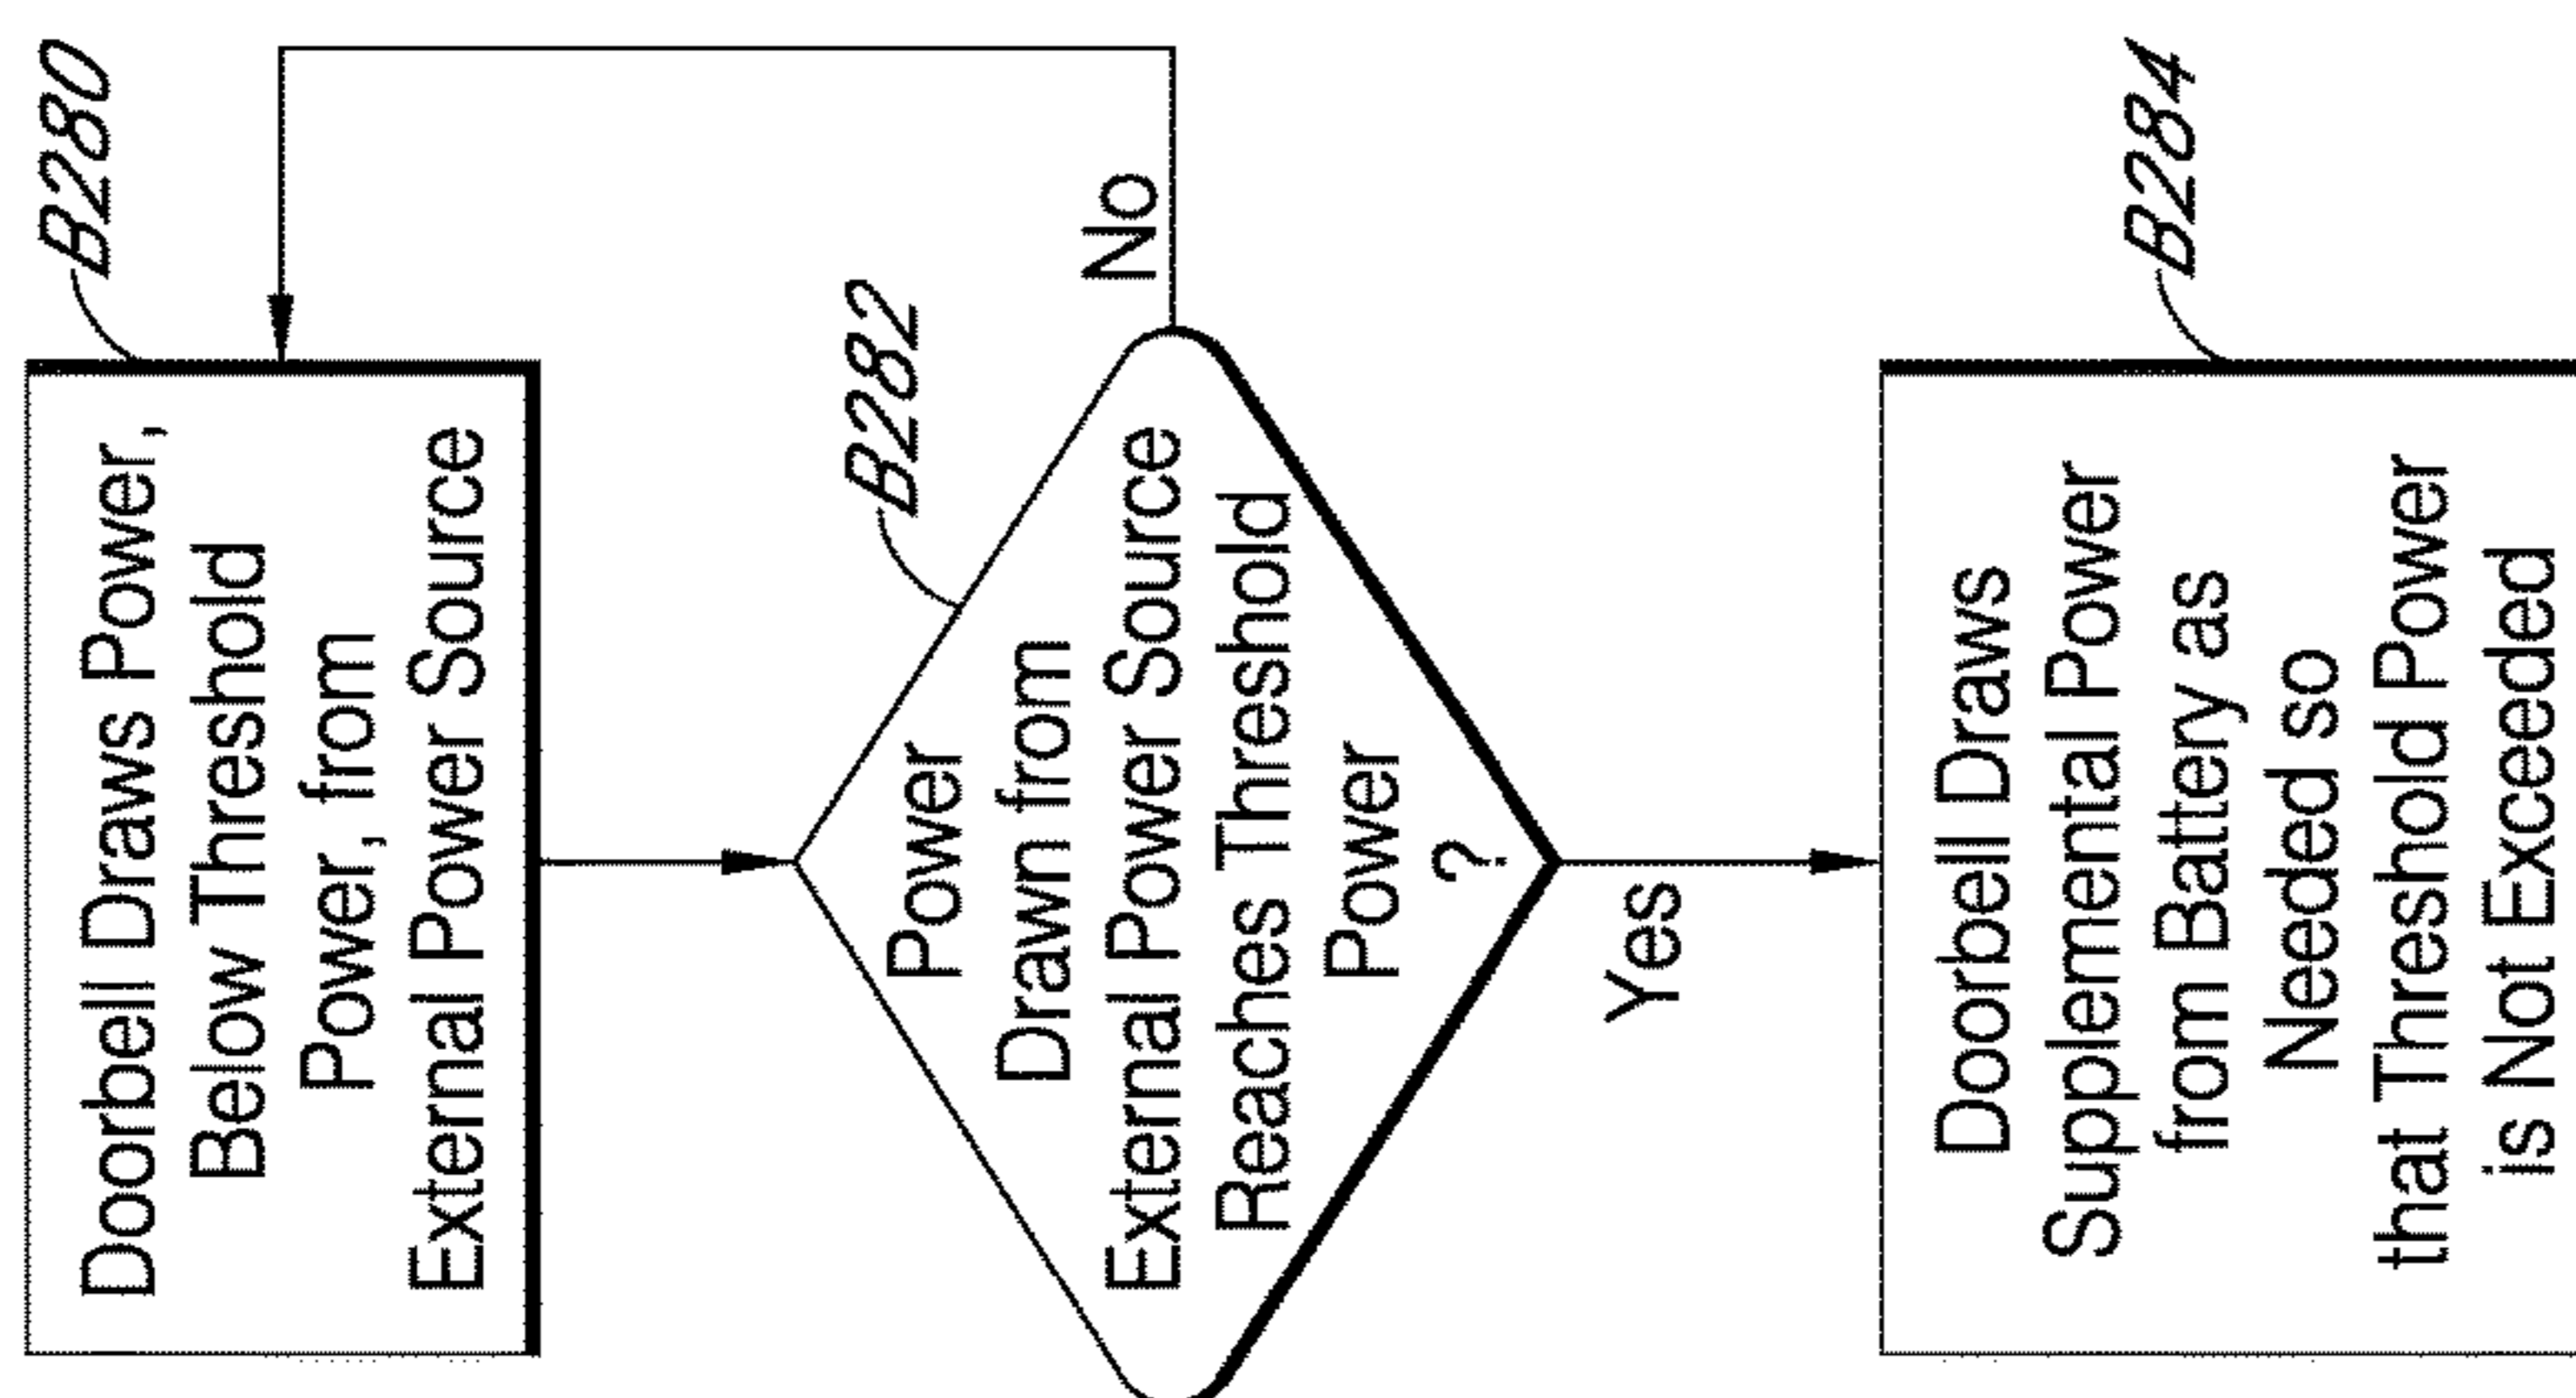 B280
Doorbell Draws Power,
Below Threshold
Power, from
External Power Source
B282
Power
Drawn from
External Power Source
Reaches Threshold
Power
?
No
Yes
B284
Doorbell Draws
Supplemental Power
from Battery as
Needed so
that Threshold Power
is Not Exceeded